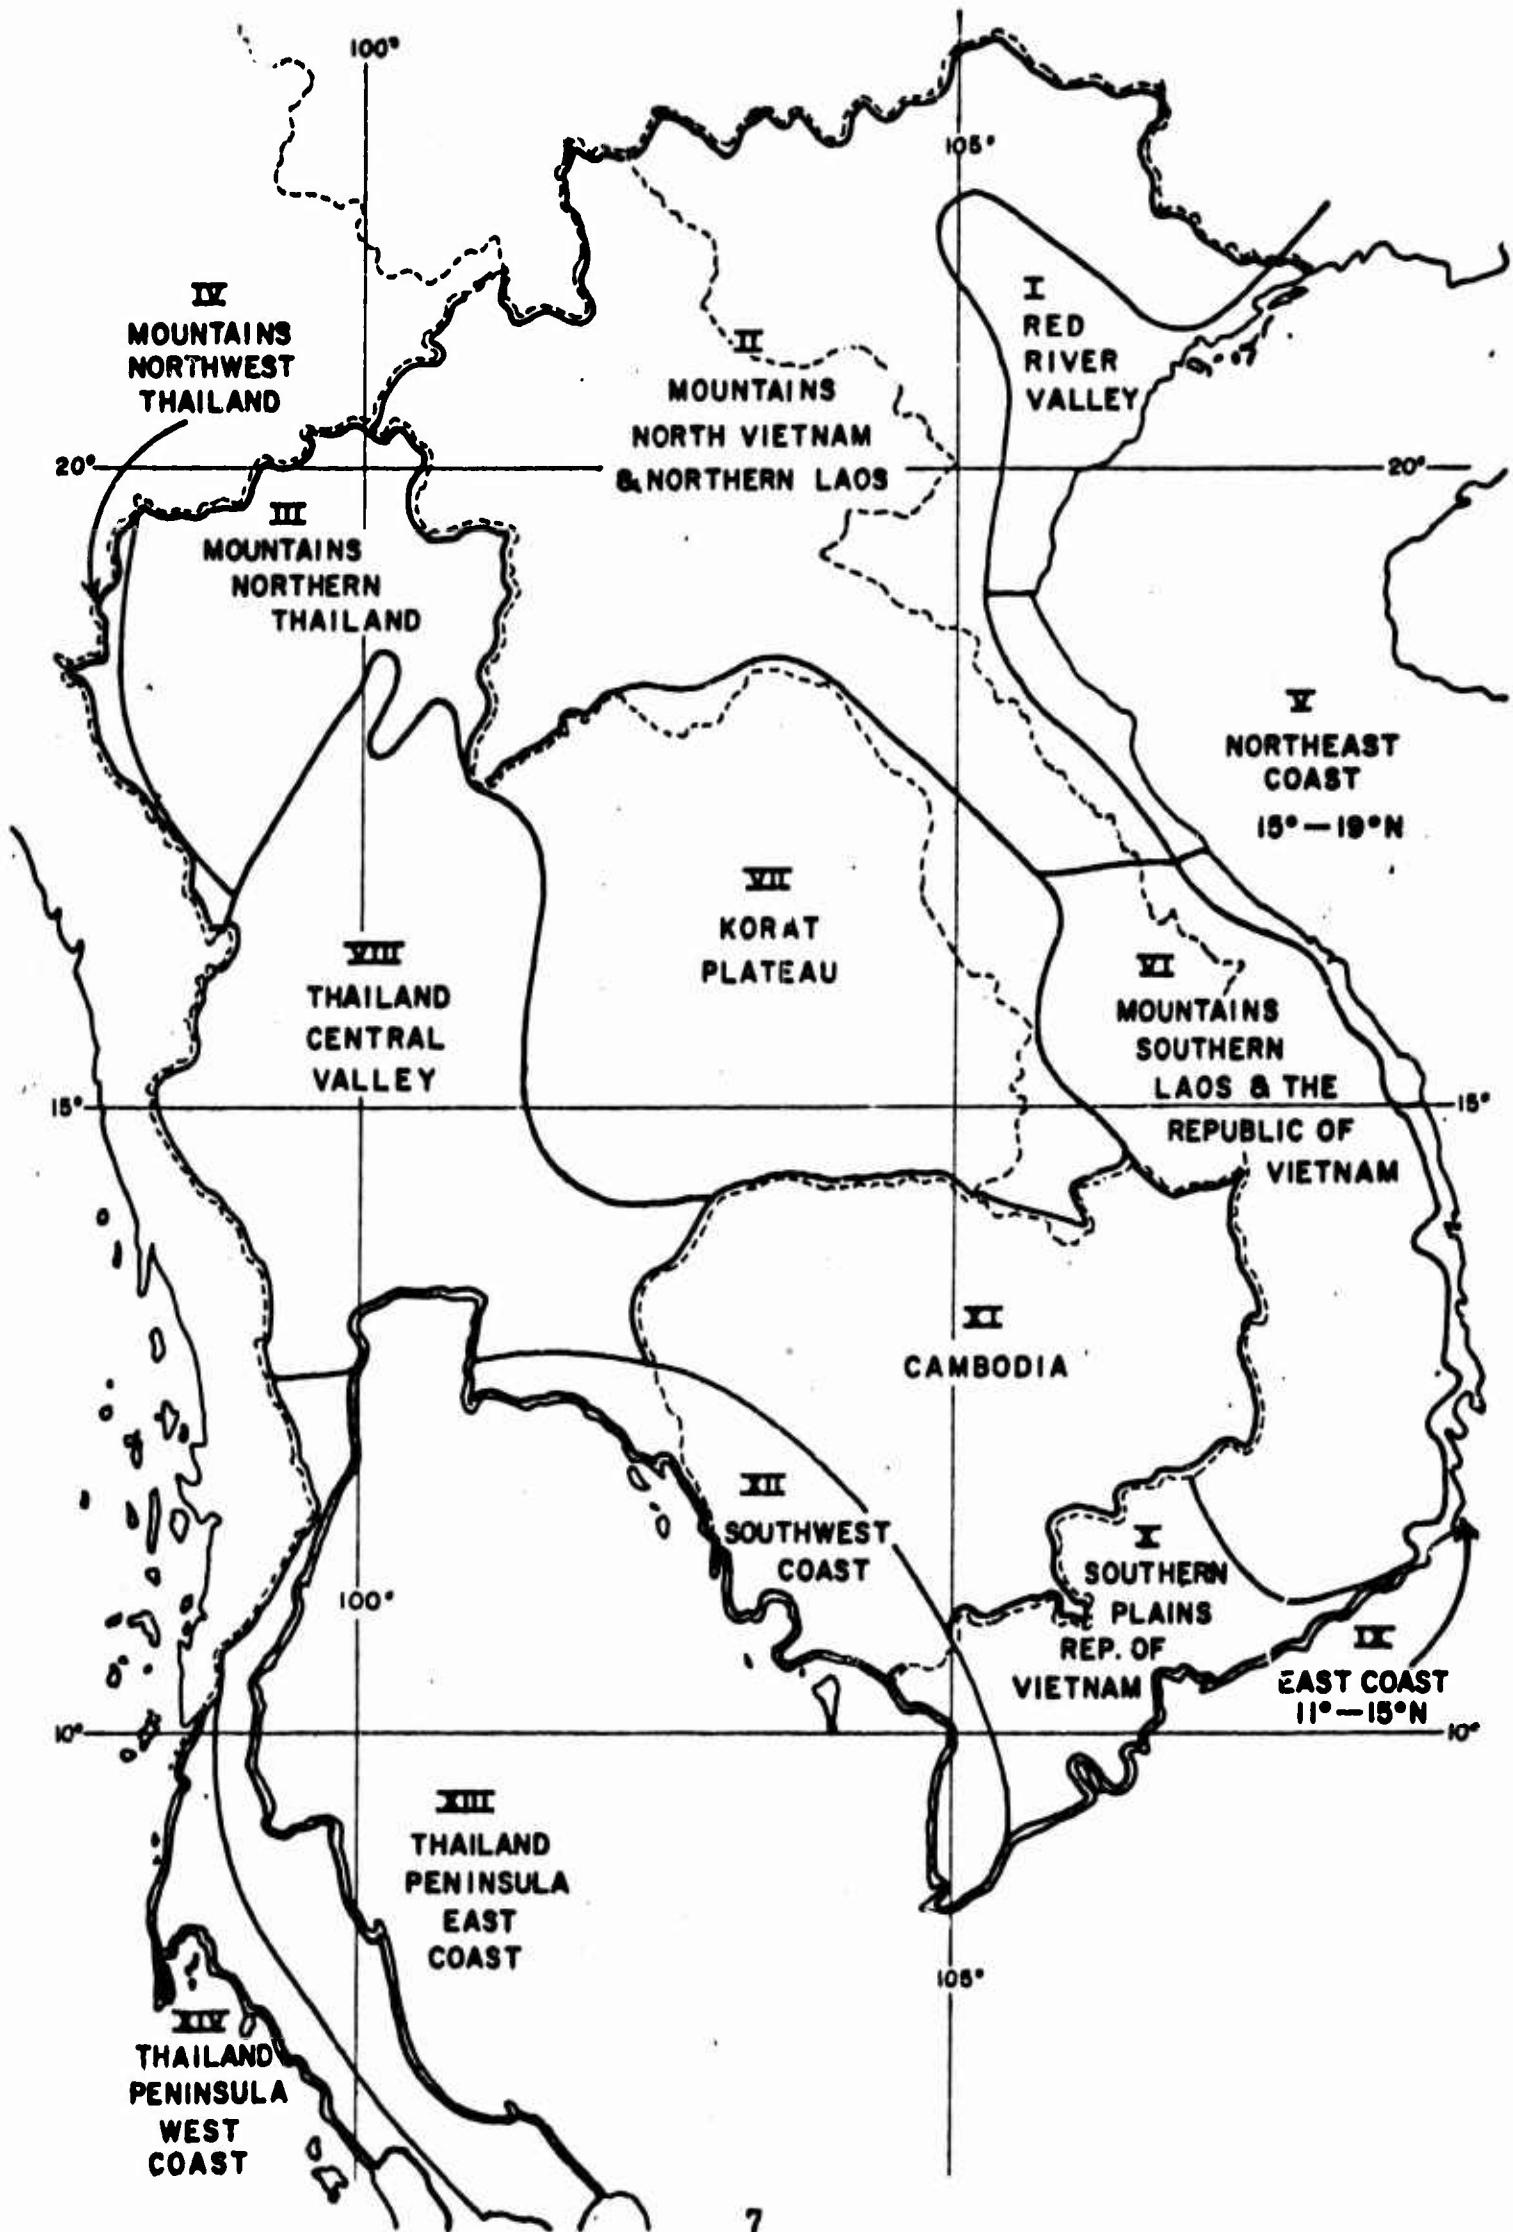 100°
105°
IV
MOUNTAINS
NORTHWEST
THAILAND
I
RED
RIVER
VALLEY
II
MOUNTAINS
NORTH VIETNAM
& NORTHERN LAOS
20°
20°
III
MOUNTAINS
NORTHERN
THAILAND
V
NORTHEAST
COAST
15°—19°N
VII
KORAT
PLATEAU
VIII
THAILAND
CENTRAL
VALLEY
VI
MOUNTAINS
SOUTHERN
LAOS & THE
REPUBLIC OF
VIETNAM
15°
15°
XI
CAMBODIA
XII
SOUTHWEST
COAST
X
SOUTHERN
PLAINS
REP. OF
VIETNAM
100°
IX
EAST COAST
11°—15°N
10°
10°
XIII
THAILAND
PENINSULA
EAST
COAST
105°
XIV
THAILAND
PENINSULA
WEST
COAST
7